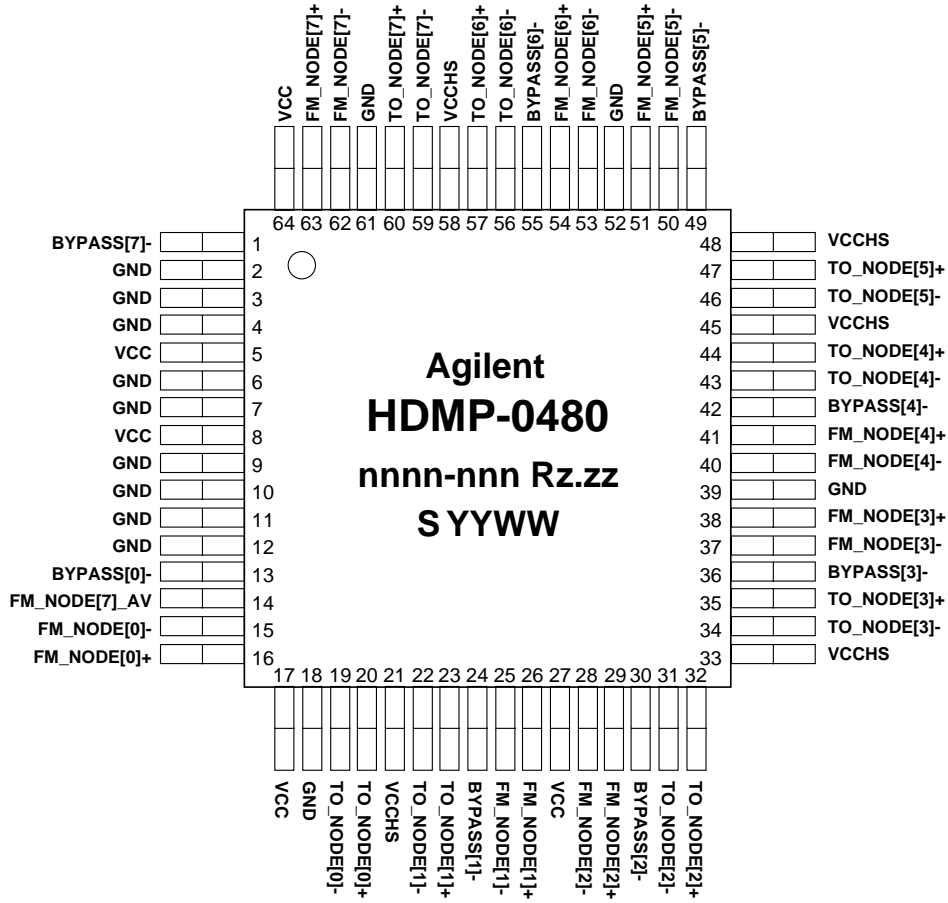 VCC
FM_NODE[7]+
FM_NODE[7]-
GND
TO_NODE[7]+
TO_NODE[7]-
VCCHS
TO_NODE[6]+
TO_NODE[6]-
BYPASS[6]-
FM_NODE[6]+
FM_NODE[6]-
GND
FM_NODE[5]+
FM_NODE[5]-
BYPASS[5]-
64 63 62 61 60 59 58 57 56 55 54 53 52 51 50 49
BYPASS[7]- 1
GND 2
GND 3
GND 4
VCC 5
GND 6
GND 7
VCC 8
GND 9
GND 10
GND 11
GND 12
BYPASS[0]- 13
FM_NODE[7]_AV 14
FM_NODE[0]- 15
FM_NODE[0]+ 16
Agilent
HDMP-0480
nnnn-nnn Rz.zz
S YYWW
48 VCCHS
47 TO_NODE[5]+
46 TO_NODE[5]-
45 VCCHS
44 TO_NODE[4]+
43 TO_NODE[4]-
42 BYPASS[4]-
41 FM_NODE[4]+
40 FM_NODE[4]-
39 GND
38 FM_NODE[3]+
37 FM_NODE[3]-
36 BYPASS[3]-
35 TO_NODE[3]+
34 TO_NODE[3]-
33 VCCHS
17 18 19 20 21 22 23 24 25 26 27 28 29 30 31 32
VCC
GND
TO_NODE[0]-
TO_NODE[0]+
VCCHS
TO_NODE[1]-
TO_NODE[1]+
BYPASS[1]-
FM_NODE[1]-
FM_NODE[1]+
VCC
FM_NODE[2]-
FM_NODE[2]+
BYPASS[2]-
TO_NODE[2]-
TO_NODE[2]+